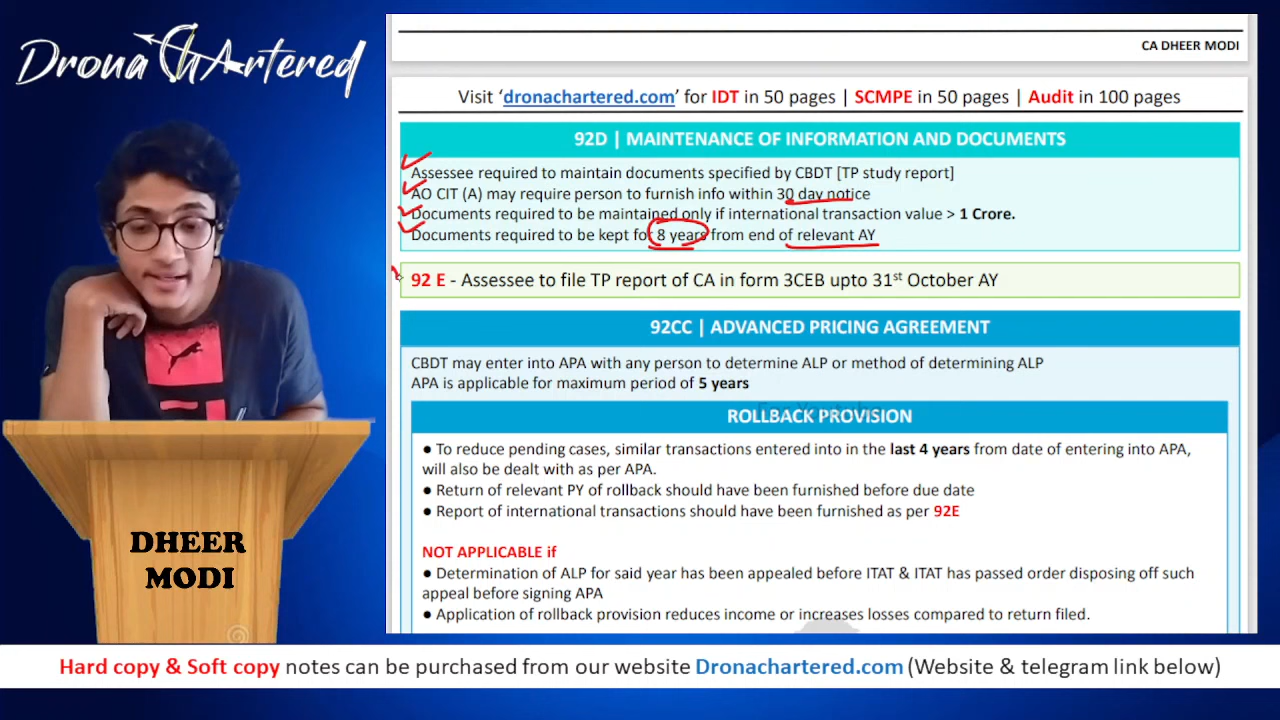 Drona ChArtered
CA DHEER MODI
Visit ‘dronachartered.com’ for IDT in 50 pages | SCMPE in 50 pages | Audit in 100 pages
92D | MAINTENANCE OF INFORMATION AND DOCUMENTS
Assessee required to maintain documents specified by CBDT [TP study report]
AO CIT (A) may require person to furnish info within 30 day notice
Documents required to be maintained only if international transaction value > 1 Crore.
Documents required to be kept for 8 years from end of relevant AY
92 E - Assessee to file TP report of CA in form 3CEB upto 31st October AY
92CC | ADVANCED PRICING AGREEMENT
CBDT may enter into APA with any person to determine ALP or method of determining ALP
APA is applicable for maximum period of 5 years
ROLLBACK PROVISION
● To reduce pending cases, similar transactions entered into in the last 4 years from date of entering into APA,
will also be dealt with as per APA.
● Return of relevant PY of rollback should have been furnished before due date
● Report of international transactions should have been furnished as per 92E
NOT APPLICABLE if
● Determination of ALP for said year has been appealed before ITAT & ITAT has passed order disposing off such
appeal before signing APA
● Application of rollback provision reduces income or increases losses compared to return filed.
DHEER
MODI
Hard copy & Soft copy notes can be purchased from our website Dronachartered.com (Website & telegram link below)